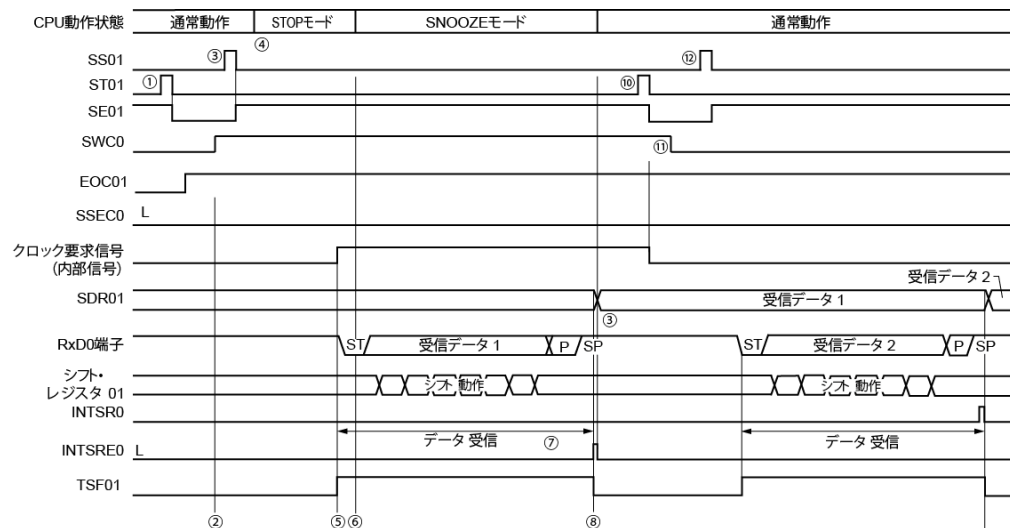 CPU動作状態 通常動作 STOPモード SNOOZEモード 通常動作
④
SS01 ③ ⑫
ST01 ① ⑩
SE01
SWC0 ⑪
EOC01
SSEC0 L
クロック要求信号
(内部信号)
受信データ 2
SDR01 受信データ 1
③
RxD0端子 ST 受信データ 1 P SP ST 受信データ 2 P SP
シフト・
レジスタ 01 シフト 動作 シフト 動作
INTSR0
データ 受信 ⑦ データ 受信
INTSRE0 L
TSF01
② ⑤ ⑥ ⑧